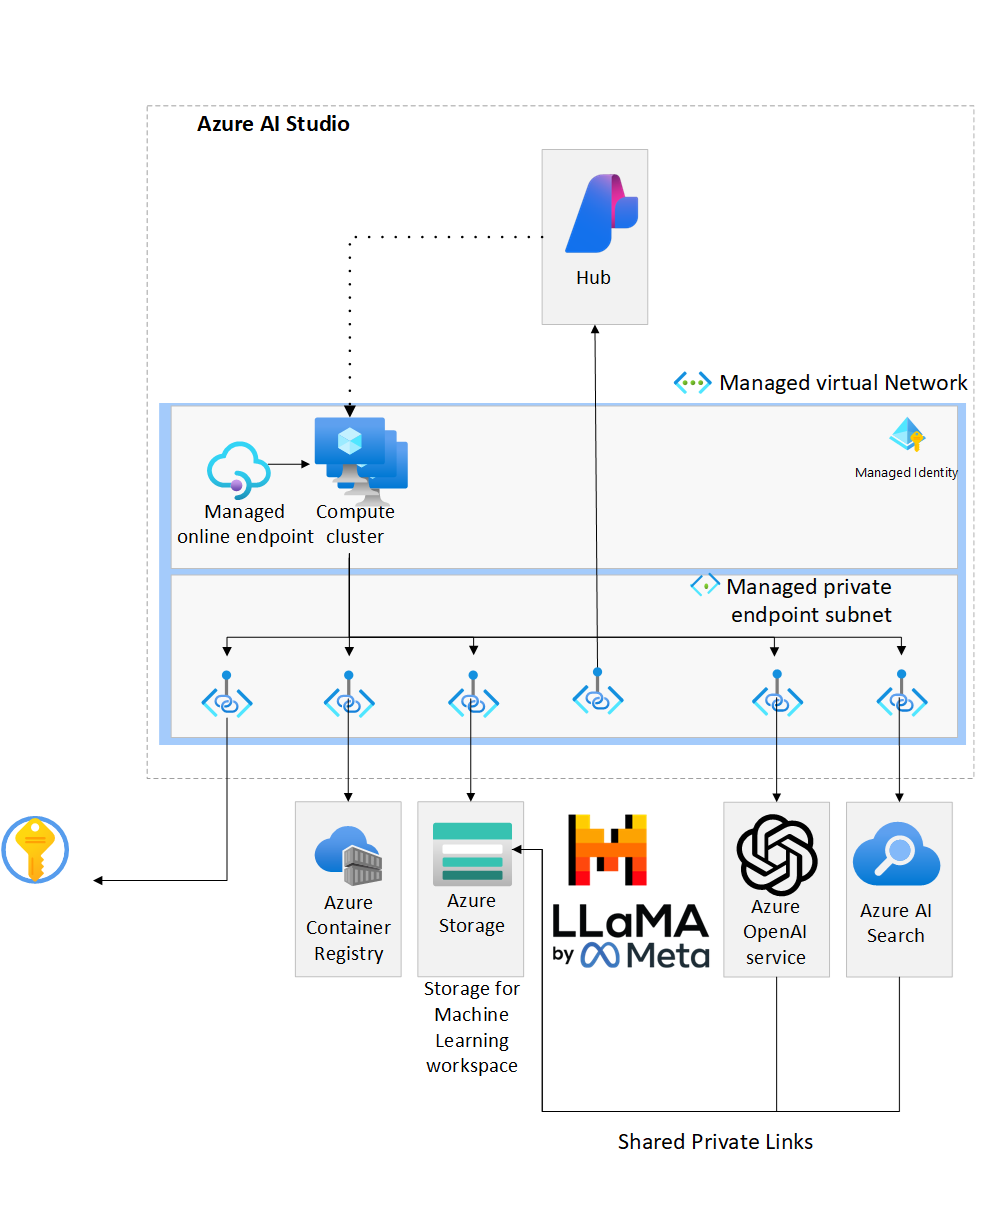 Azure AI Studio
Hub
Managed virtual Network
Managed Identity
Managed
online endpoint
Compute
cluster
Managed private
endpoint subnet
Azure
Container
Registry
Azure
Storage
Storage for
Machine
Learning
workspace
LLaMA
by Meta
Azure
OpenAI
service
Azure AI
Search
Shared Private Links